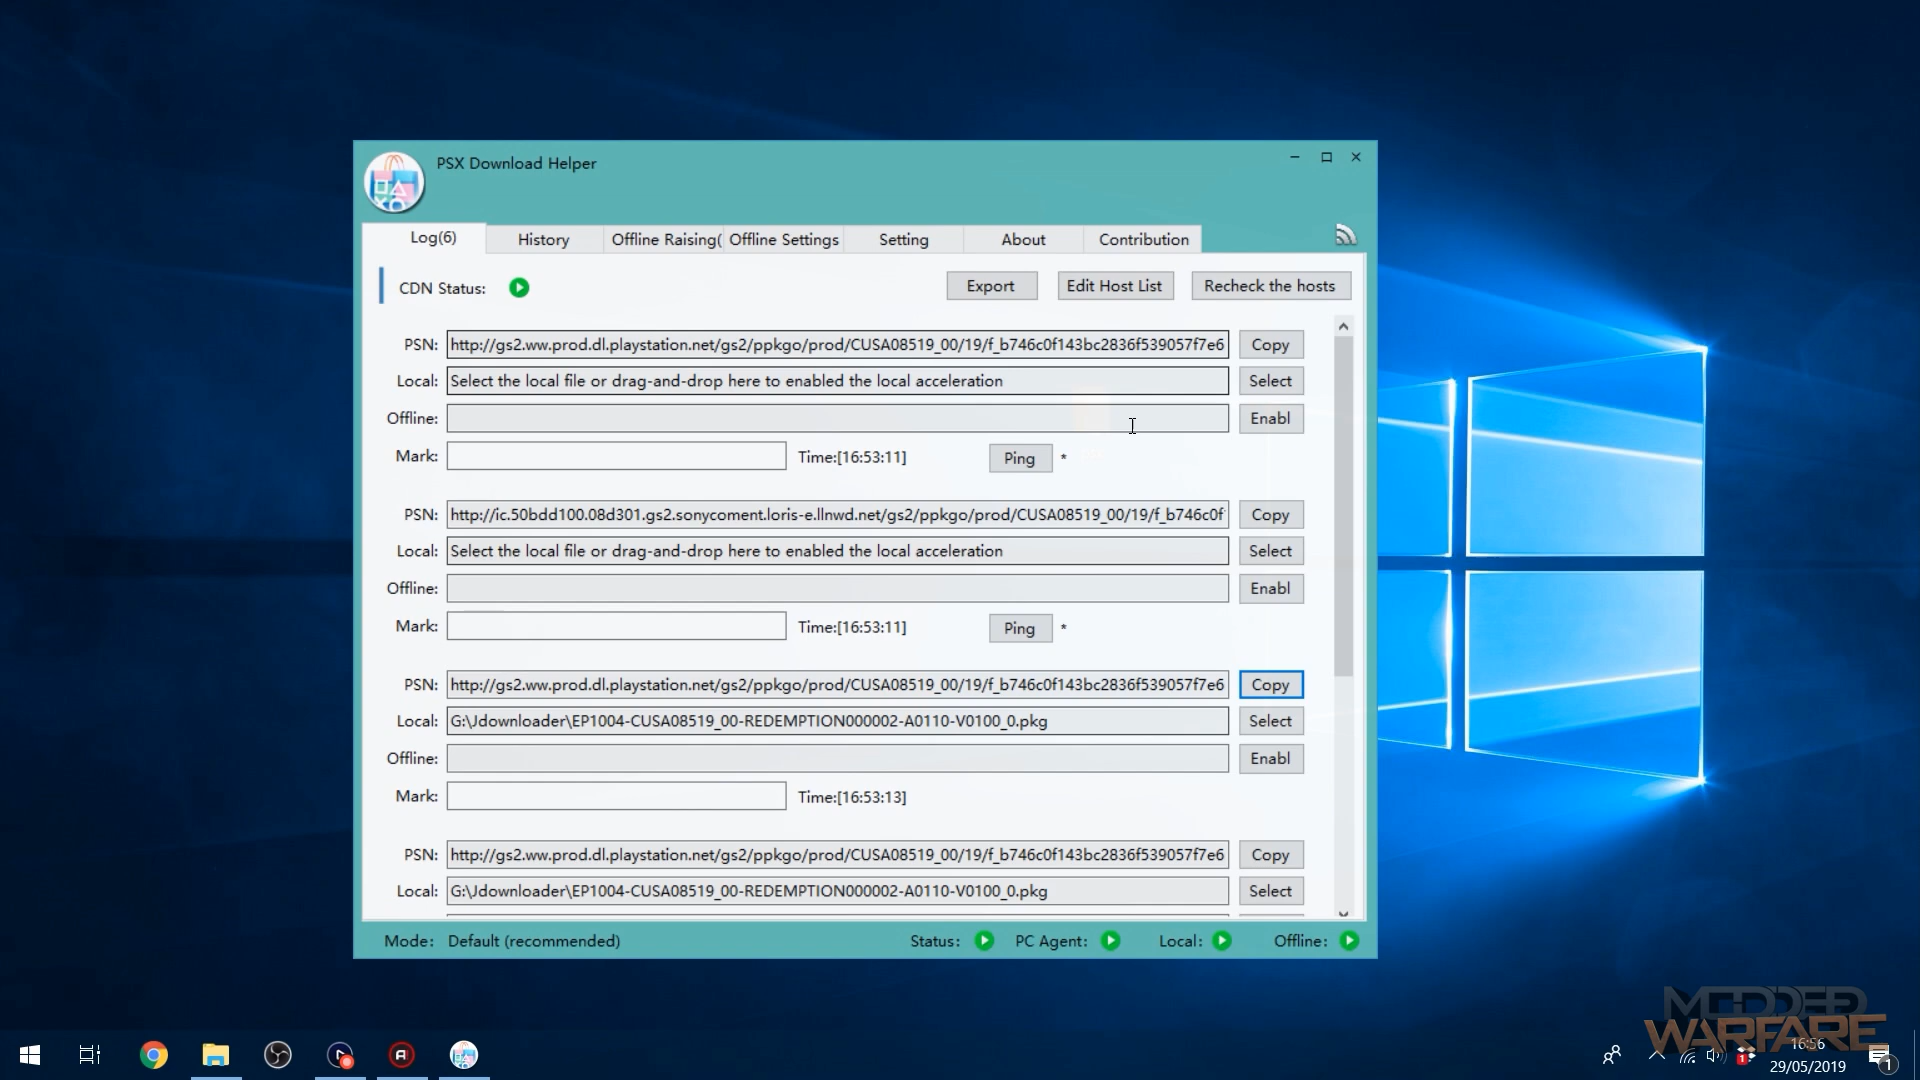 PSX Download Helper
Log(6) History Offline Raising( Offline Settings Setting About Contribution
CDN Status: Export Edit Host List Recheck the hosts
PSN: http://gs2.ww.prod.dl.playstation.net/gs2/ppkgo/prod/CUSA08519_00/19/f_b746c0f143bc2836f539057f7e6 Copy
Local: Select the local file or drag-and-drop here to enabled the local acceleration Select
Offline: Enabl
Mark: Time:[16:53:11] Ping *
PSN: http://ic.50bdd100.08d301.gs2.sonycoment.loris-e.llnwd.net/gs2/ppkgo/prod/CUSA08519_00/19/f_b746c0f Copy
Local: Select the local file or drag-and-drop here to enabled the local acceleration Select
Offline: Enabl
Mark: Time:[16:53:11] Ping *
PSN: http://gs2.ww.prod.dl.playstation.net/gs2/ppkgo/prod/CUSA08519_00/19/f_b746c0f143bc2836f539057f7e6 Copy
Local: G:\Jdownloader\EP1004-CUSA08519_00-REDEMPTION000002-A0110-V0100_0.pkg Select
Offline: Enabl
Mark: Time:[16:53:13]
PSN: http://gs2.ww.prod.dl.playstation.net/gs2/ppkgo/prod/CUSA08519_00/19/f_b746c0f143bc2836f539057f7e6 Copy
Local: G:\Jdownloader\EP1004-CUSA08519_00-REDEMPTION000002-A0110-V0100_0.pkg Select
Mode: Default (recommended) Status: PC Agent: Local: Offline:
MODDED
WARFARE
16:56
29/05/2019
1
1